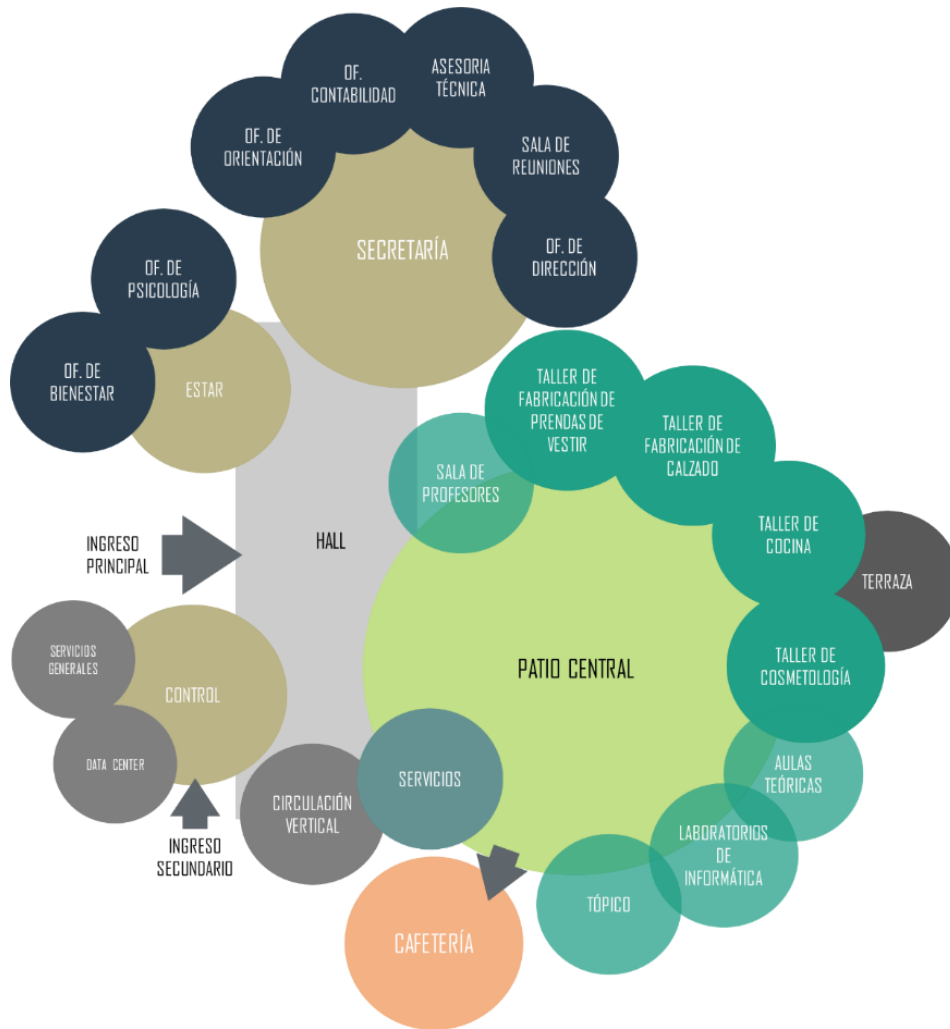 OF.
CONTABILIDAD
ASESORIA
TÉCNICA
OF. DE
ORIENTACIÓN
SALA DE
REUNIONES
SECRETARÍA
OF. DE
DIRECCIÓN
OF. DE
PSICOLOGÍA
OF. DE
BIENESTAR
ESTAR
TALLER DE
FABRICACIÓN DE
PRENDAS DE
VESTIR
TALLER DE
FABRICACIÓN DE
CALZADO
SALA DE
PROFESORES
TALLER DE
COCINA
INGRESO
PRINCIPAL
HALL
TERRAZA
SERVICIOS
GENERALES
CONTROL
PATIO CENTRAL
TALLER DE
COSMETOLOGÍA
DATA CENTER
SERVICIOS
AULAS
TEÓRICAS
CIRCULACIÓN
VERTICAL
INGRESO
SECUNDARIO
LABORATORIOS
DE
INFORMÁTICA
TÓPICO
CAFETERÍA